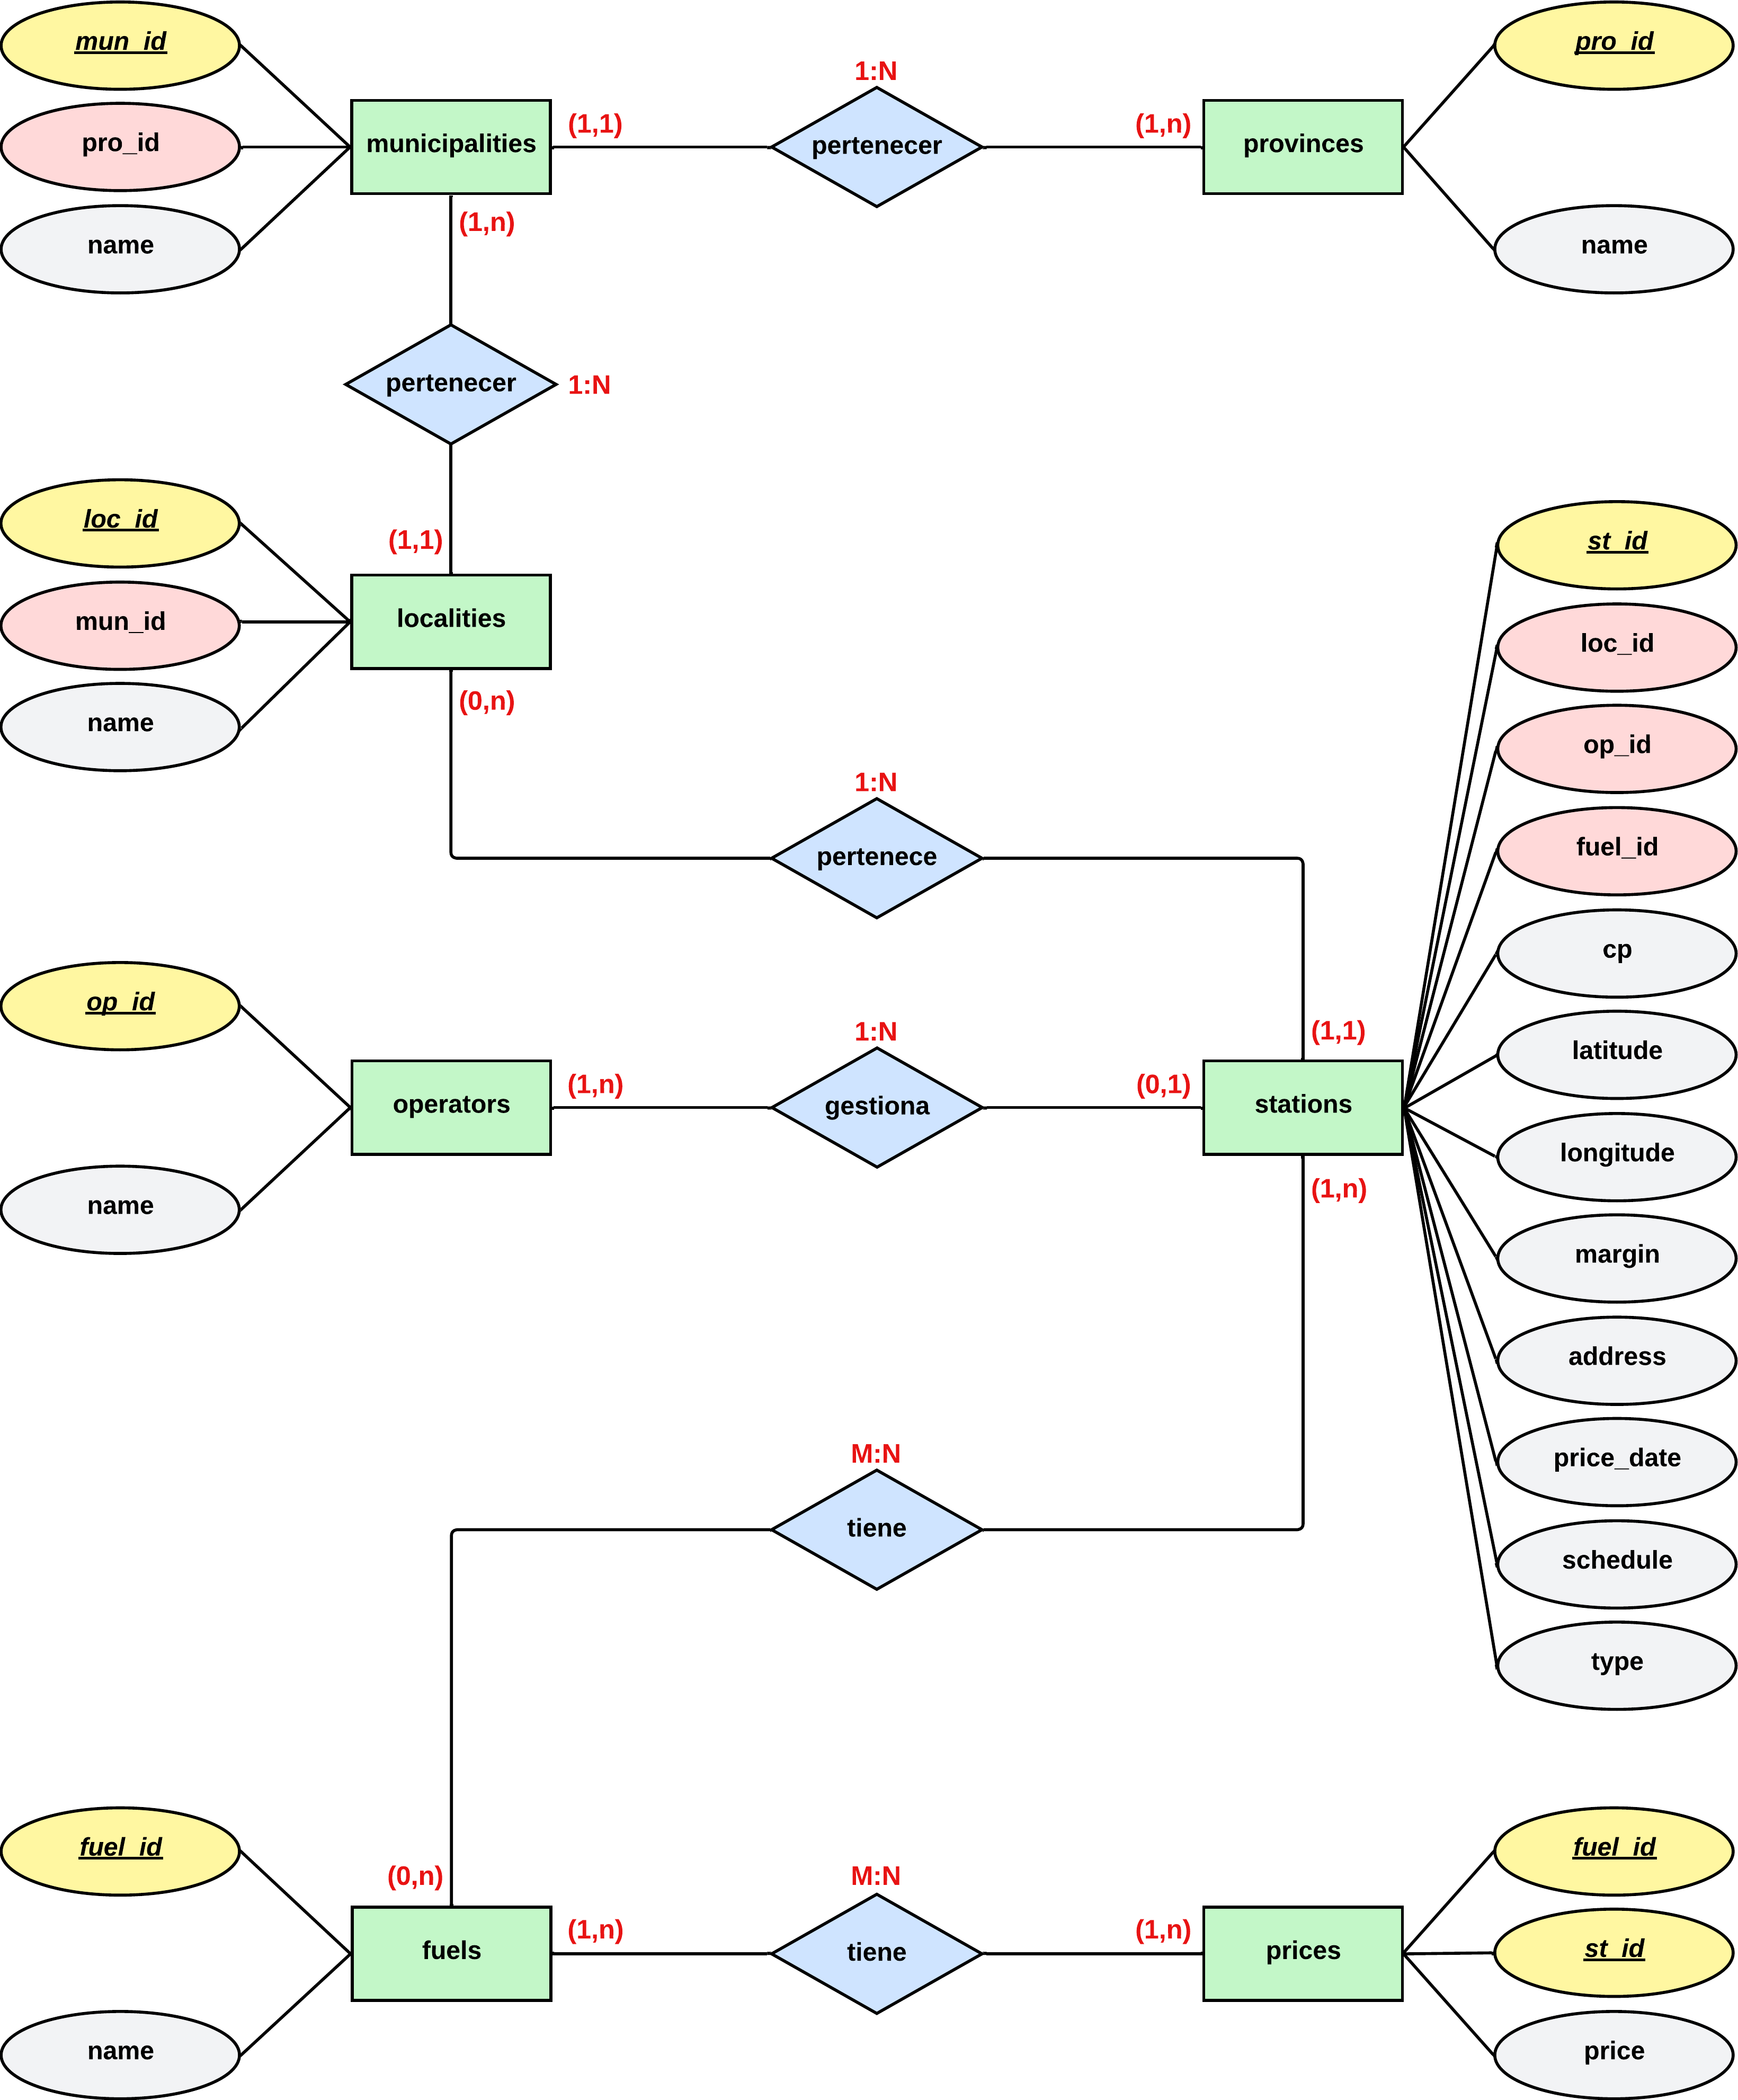 mun_id
pro_id
name
municipalities
(1,1)
1:N
pertenecer
(1,n)
provinces
pro_id
name
(1,n)
pertenecer
1:N
(1,1)
loc_id
mun_id
name
localities
(0,n)
1:N
pertenece
(1,1)
op_id
name
operators
(1,n)
1:N
gestiona
(0,1)
stations
(1,n)
st_id
loc_id
op_id
fuel_id
cp
latitude
longitude
margin
address
price_date
schedule
type
M:N
tiene
(0,n)
fuel_id
name
fuels
(1,n)
M:N
tiene
(1,n)
prices
fuel_id
st_id
price